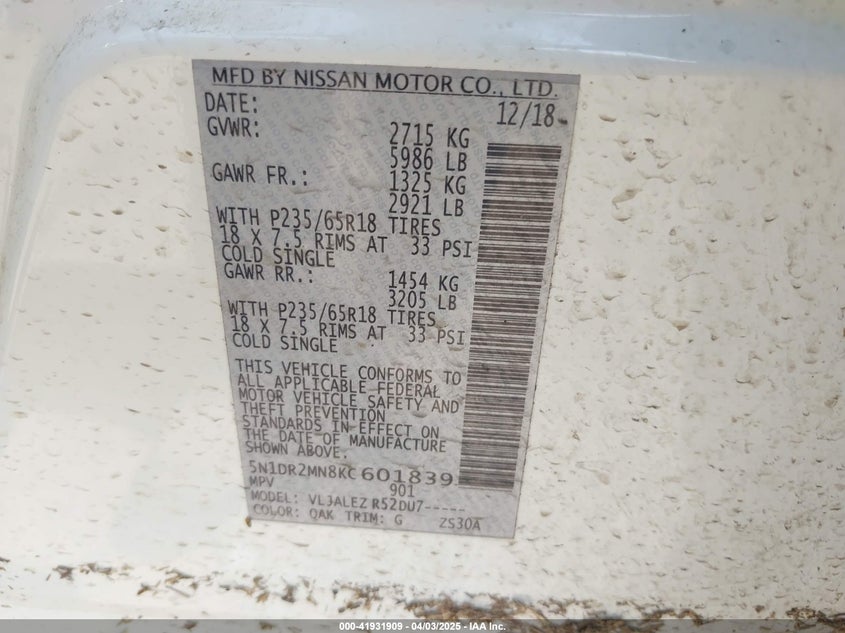 MFD BY NISSAN MOTOR CO., LTD.
DATE: 12/18
GVWR: 2715 KG
5986 LB
GAWR FR.: 1325 KG
2921 LB
WITH P235/65R18 TIRES
18 X 7.5 RIMS AT 33 PSI
COLD SINGLE
GAWR RR.: 1454 KG
3205 LB
WITH P235/65R18 TIRES
18 X 7.5 RIMS AT 33 PSI
COLD SINGLE
THIS VEHICLE CONFORMS TO
ALL APPLICABLE FEDERAL
MOTOR VEHICLE SAFETY AND
THEFT PREVENTION
STANDARDS IN EFFECT ON
THE DATE OF MANUFACTURE
SHOWN ABOVE.
5N1DR2MN8KC601839
MPV 901
MODEL: VLJALEZ R52DU7-----
COLOR: QAK TRIM: G ZS30A
000-41931909 - 04/03/2025 - IAA Inc.